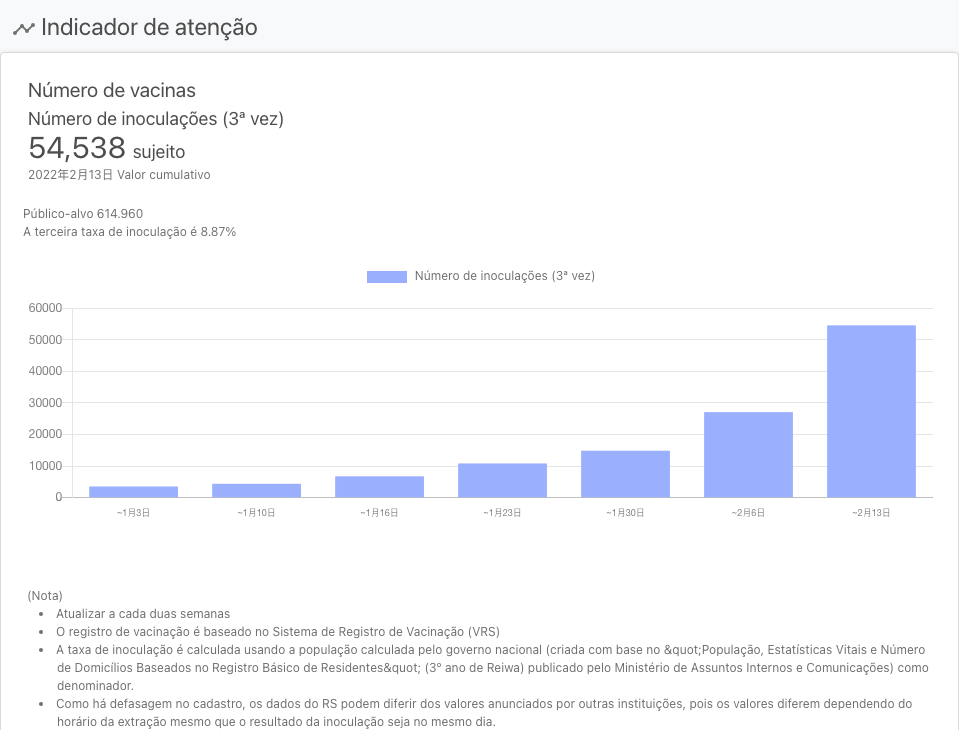 Indicador de atenção
Número de vacinas
Número de inoculações (3ª vez)
54,538 sujeito
2022年2月13日 Valor cumulativo
Público-alvo 614.960
A terceira taxa de inoculação é 8.87%
Número de inoculações (3ª vez)
60000
50000
40000
30000
20000
10000
0
~1月3日
~1月10日
~1月16日
~1月23日
~1月30日
~2月6日
~2月13日
(Nota)
• Atualizar a cada duas semanas
• O registro de vacinação é baseado no Sistema de Registro de Vacinação (VRS)
• A taxa de inoculação é calculada usando a população calculada pelo governo nacional (criada com base no &quot;População, Estatísticas Vitais e Número
de Domicílios Baseados no Registro Básico de Residentes&quot; (3º ano de Reiwa) publicado pelo Ministério de Assuntos Internos e Comunicações) como
denominador.
• Como há defasagem no cadastro, os dados do RS podem diferir dos valores anunciados por outras instituições, pois os valores diferem dependendo do
horário da extração mesmo que o resultado da inoculação seja no mesmo dia.